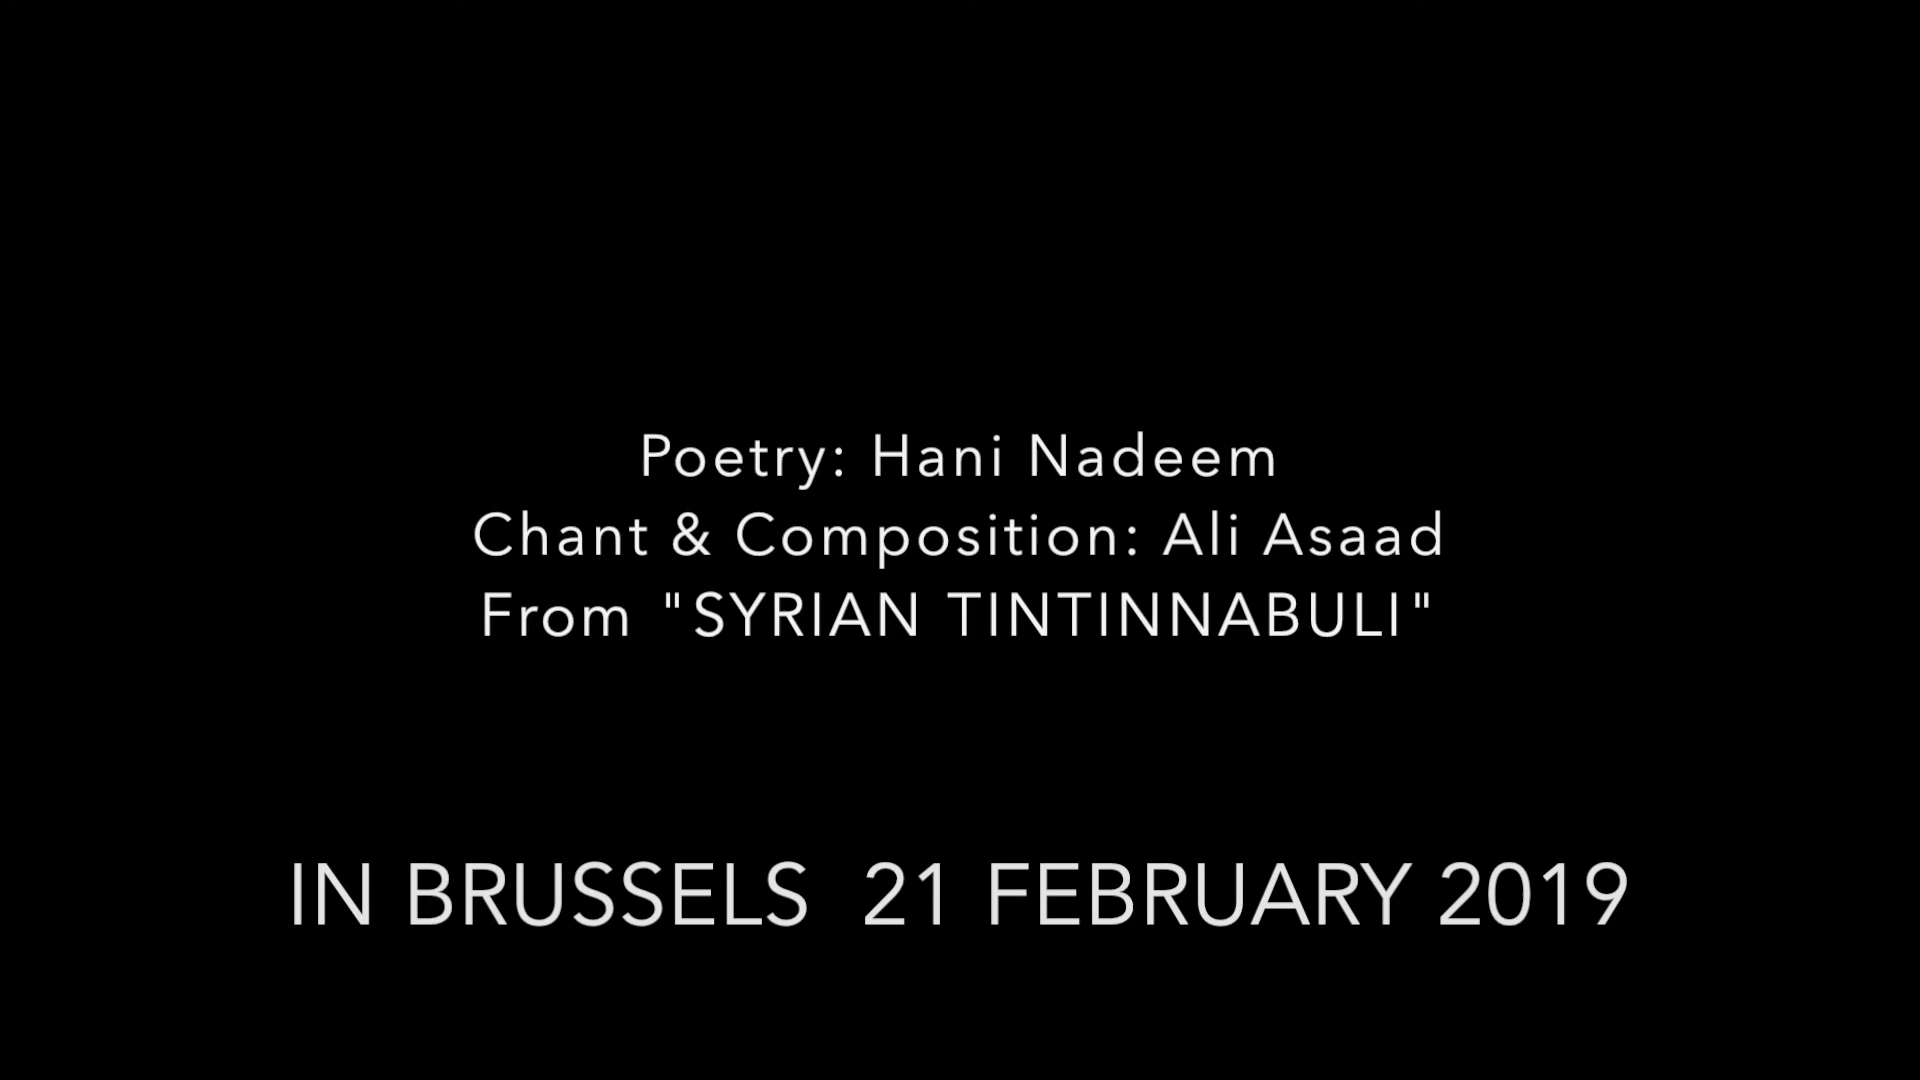 Poetry: Hani Nadeem
Chant & Composition: Ali Asaad
From "SYRIAN TINTINNABULI"
IN BRUSSELS  21 FEBRUARY 2019